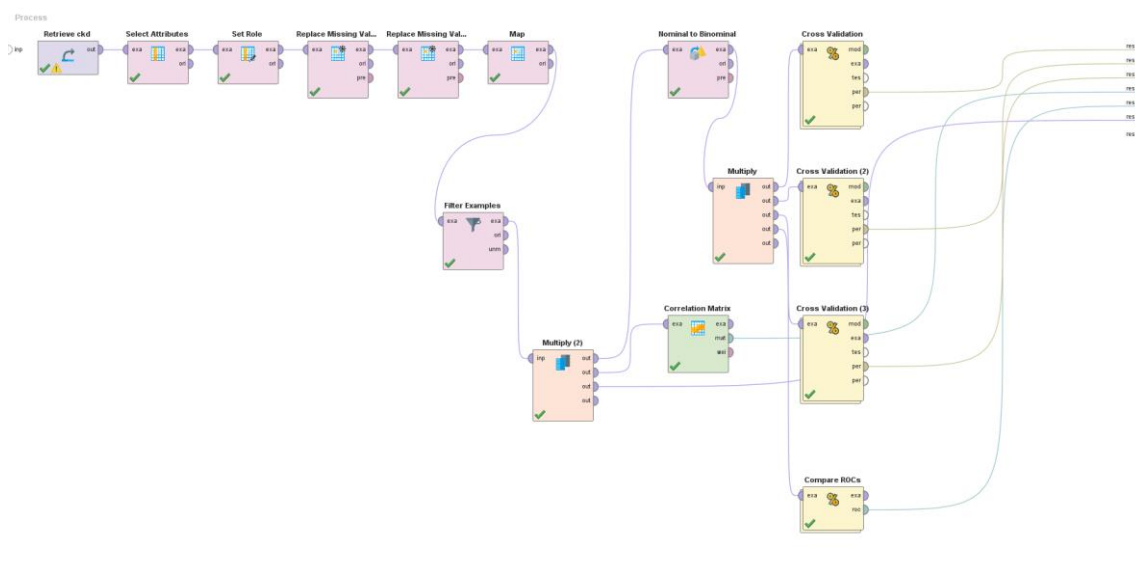 Process
Retrieve ckd
Select Attributes
Set Role
Replace Missing Val...
Replace Missing Val...
Map
Nominal to Binominal
Cross Validation
inp
out
exa
exa
ori
exa
exa
ori
exa
exa
ori
pre
exa
exa
ori
pre
exa
exa
ori
exa
exa
ori
pre
exa
mod
exa
tes
per
per
res
res
res
res
res
res
res
Multiply
inp
out
out
out
out
out
Cross Validation (2)
exa
mod
exa
tes
per
per
Filter Examples
exa
exa
ori
unm
Correlation Matrix
exa
exa
mat
wei
Cross Validation (3)
exa
mod
exa
tes
per
per
Multiply (2)
inp
out
out
out
out
Compare ROCs
exa
exa
roc